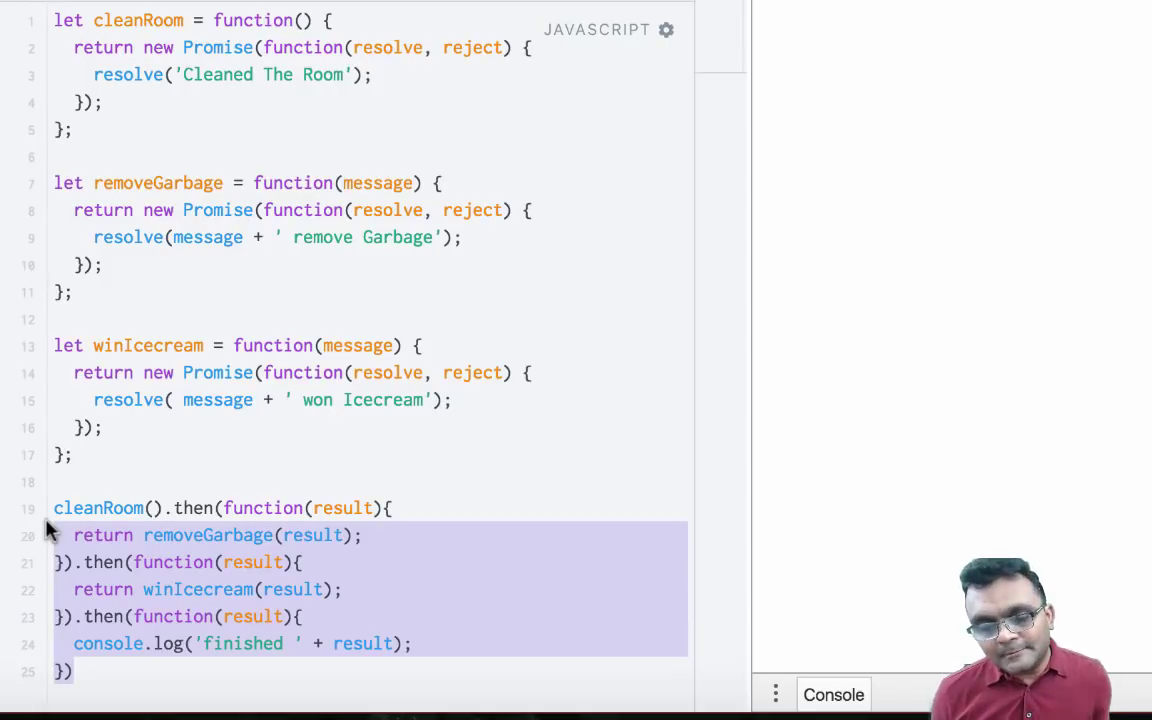 JAVASCRIPT
1 let cleanRoom = function() {
2 return new Promise(function(resolve, reject) {
3 resolve('Cleaned The Room');
4 });
5 };
6
7 let removeGarbage = function(message) {
8 return new Promise(function(resolve, reject) {
9 resolve(message + ' remove Garbage');
10 });
11 };
12
13 let winIcecream = function(message) {
14 return new Promise(function(resolve, reject) {
15 resolve( message + ' won Icecream');
16 });
17 };
18
19 cleanRoom().then(function(result){
20 return removeGarbage(result);
21 }).then(function(result){
22 return winIcecream(result);
23 }).then(function(result){
24 console.log('finished ' + result);
25 })
Console